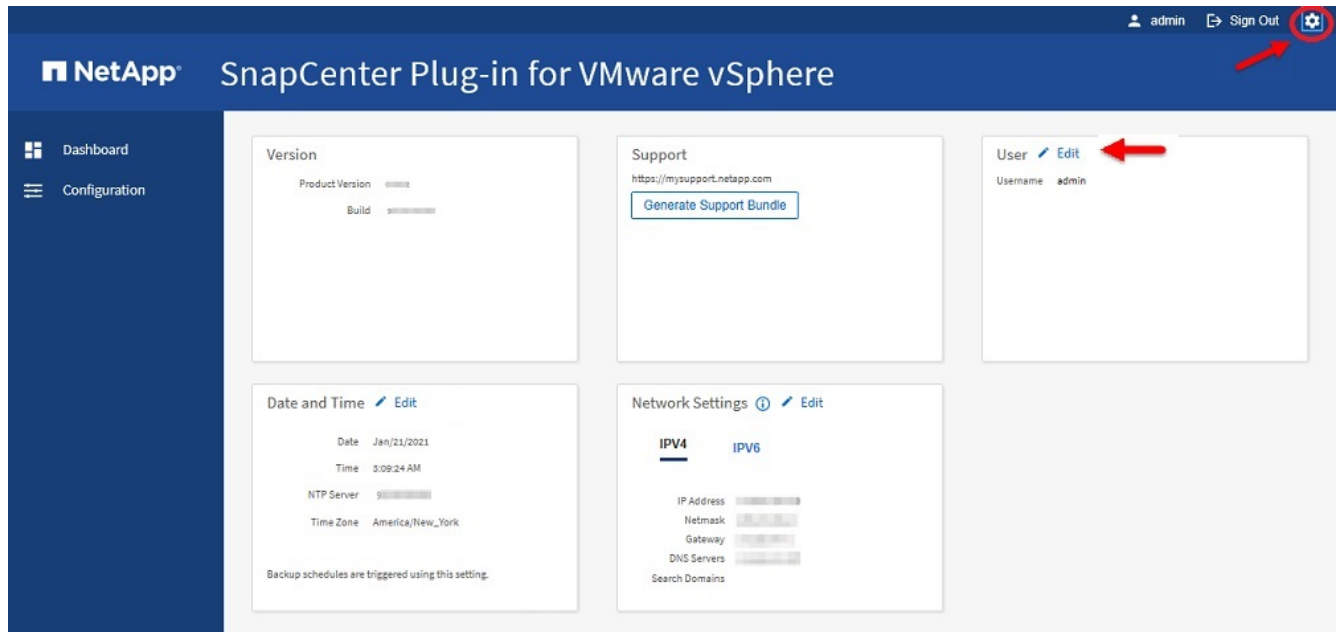 admin Sign Out
NetApp SnapCenter Plug-in for VMware vSphere
Dashboard
Configuration
Version
Product Version
Build
Support
https://mysupport.netapp.com
Generate Support Bundle
User Edit
Username admin
Date and Time Edit
Date Jan/21/2021
Time 3:09:24 AM
NTP Server
Time Zone America/New_York
Backup schedules are triggered using this setting.
Network Settings Edit
IPV4 IPV6
IP Address
Netmask
Gateway
DNS Servers
Search Domains